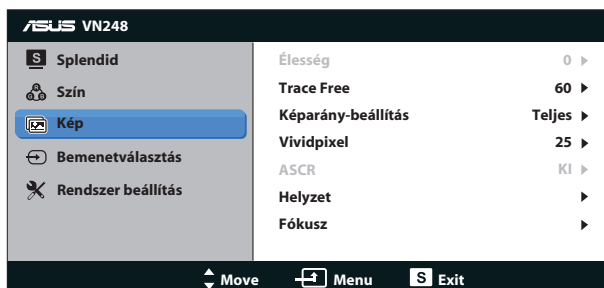 ASUS VN248
S Splendid
Szín
Kép
Bemenetválasztás
Rendszer beállítás
Élesség 0
Trace Free 60
Képarány-beállítás Teljes
Vividpixel 25
ASCR KI
Helyzet
Fókusz
Move Menu S Exit